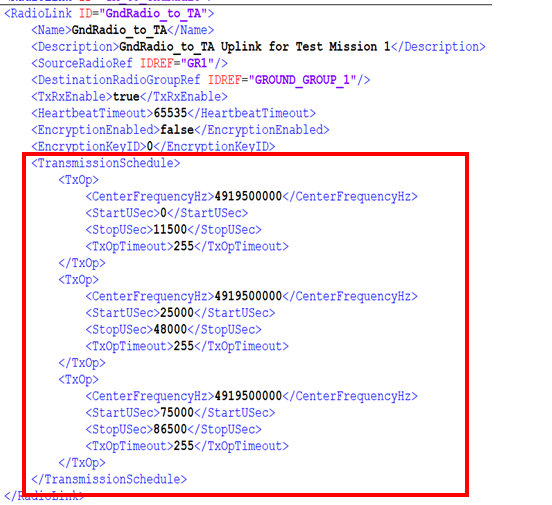 <RadioLink ID="GndRadio_to_TA">
<Name>GndRadio_to_TA</Name>
<Description>GndRadio_to_TA Uplink for Test Mission 1</Description>
<SourceRadioRef IDREF="GR1"/>
<DestinationRadioGroupRef IDREF="GROUND_GROUP_1"/>
<TxRxEnable>true</TxRxEnable>
<HeartbeatTimeout>65535</HeartbeatTimeout>
<EncryptionEnabled>false</EncryptionEnabled>
<EncryptionKeyID>0</EncryptionKeyID>
<TransmissionSchedule>
<TxOp>
<CenterFrequencyHz>4919500000</CenterFrequencyHz>
<StartUSec>0</StartUSec>
<StopUSec>11500</StopUSec>
<TxOpTimeout>255</TxOpTimeout>
</TxOp>
<TxOp>
<CenterFrequencyHz>4919500000</CenterFrequencyHz>
<StartUSec>25000</StartUSec>
<StopUSec>48000</StopUSec>
<TxOpTimeout>255</TxOpTimeout>
</TxOp>
<TxOp>
<CenterFrequencyHz>4919500000</CenterFrequencyHz>
<StartUSec>75000</StartUSec>
<StopUSec>86500</StopUSec>
<TxOpTimeout>255</TxOpTimeout>
</TxOp>
</TransmissionSchedule>
</RadioLink>